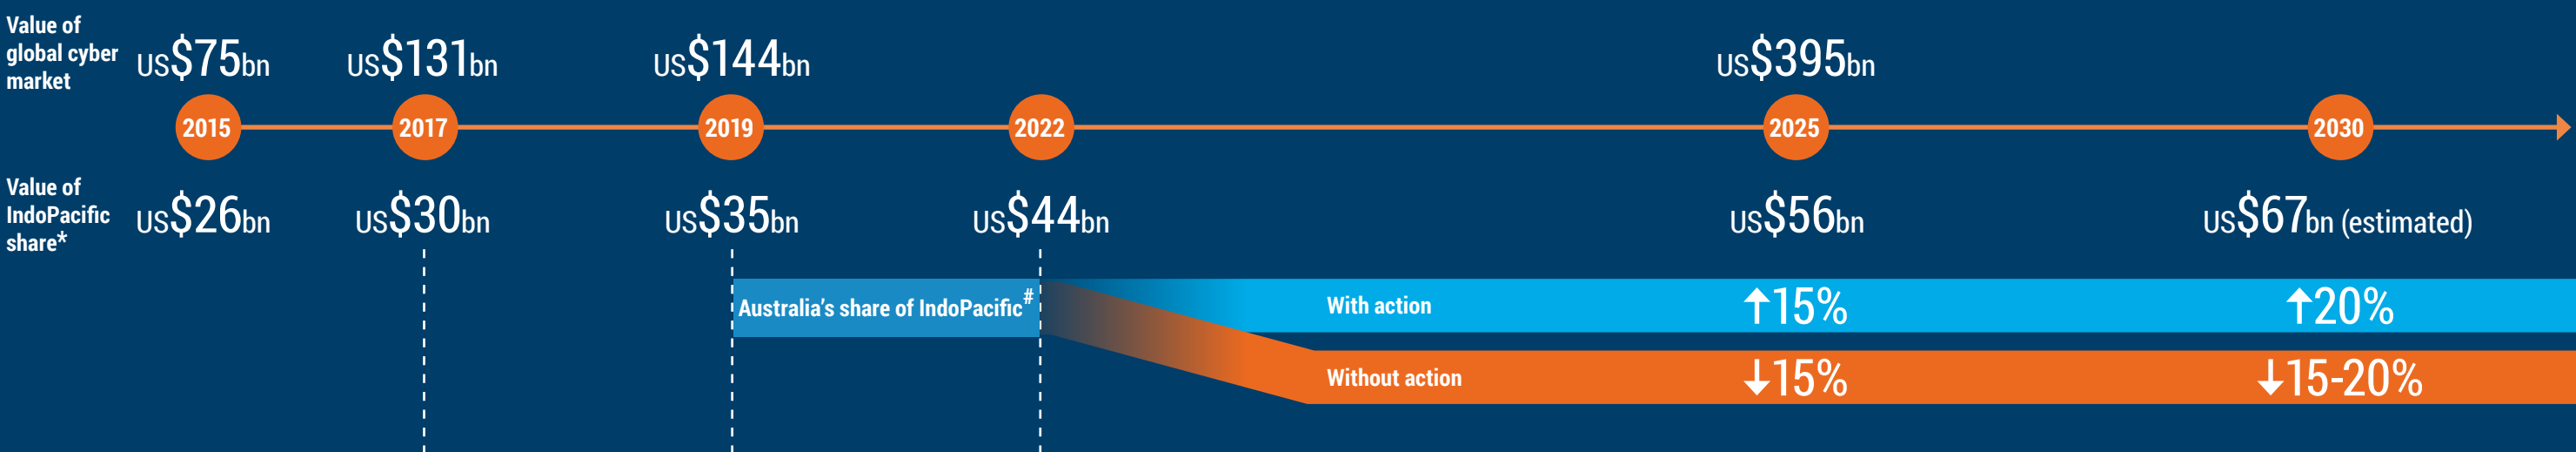 Value of
global cyber
market
US$75bn
US$131bn
US$144bn
US$395bn
2015
2017
2019
2022
2025
2030
Value of
IndoPacific
share*
US$26bn
US$30bn
US$35bn
US$44bn
US$56bn
US$67bn (estimated)
Australia's share of IndoPacific#
With action
↑15%
↑20%
Without action
↓15%
↓15-20%